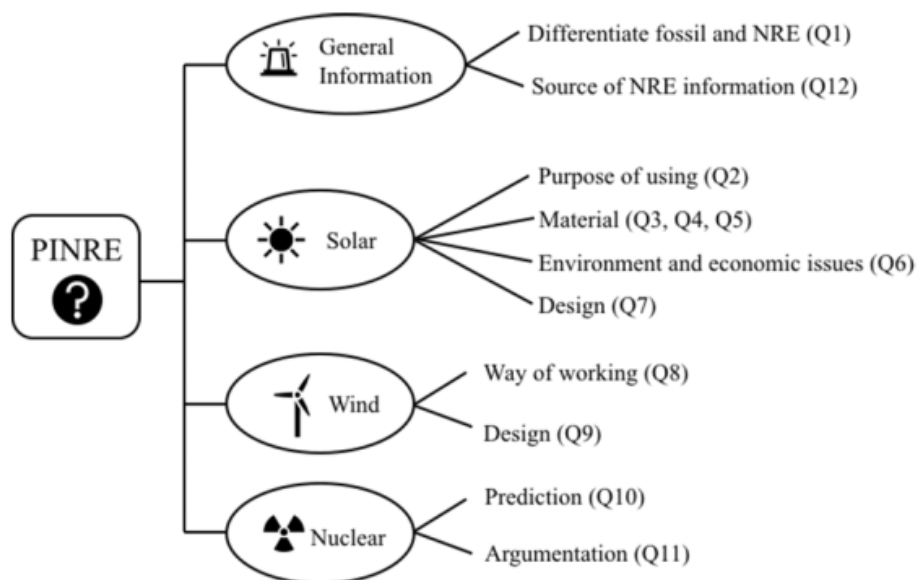 PINRE
?
General
Information
Differentiate fossil and NRE (Q1)
Source of NRE information (Q12)
Solar
Purpose of using (Q2)
Material (Q3, Q4, Q5)
Environment and economic issues (Q6)
Design (Q7)
Wind
Way of working (Q8)
Design (Q9)
Nuclear
Prediction (Q10)
Argumentation (Q11)